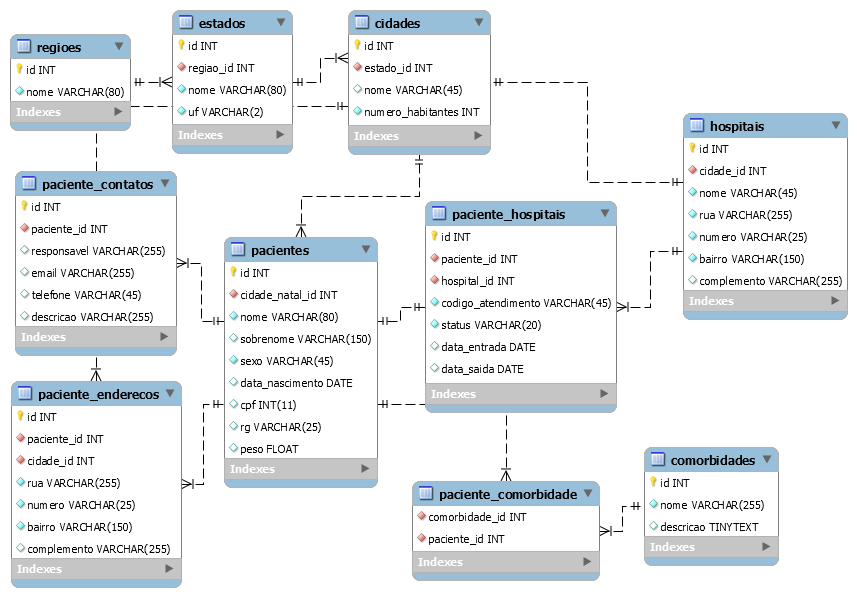 regioes
id INT
nome VARCHAR(80)
Indexes
estados
id INT
regiao_id INT
nome VARCHAR(80)
uf VARCHAR(2)
Indexes
cidades
id INT
estado_id INT
nome VARCHAR(45)
numero_habitantes INT
Indexes
hospitais
id INT
cidade_id INT
nome VARCHAR(45)
rua VARCHAR(255)
numero VARCHAR(25)
bairro VARCHAR(150)
complemento VARCHAR(255)
Indexes
paciente_contatos
id INT
paciente_id INT
responsavel VARCHAR(255)
email VARCHAR(255)
telefone VARCHAR(45)
descricao VARCHAR(255)
Indexes
pacientes
id INT
cidade_natal_id INT
nome VARCHAR(80)
sobrenome VARCHAR(150)
sexo VARCHAR(45)
data_nascimento DATE
cpf INT(11)
rg VARCHAR(25)
peso FLOAT
Indexes
paciente_hospitais
id INT
paciente_id INT
hospital_id INT
codigo_atendimento VARCHAR(45)
status VARCHAR(20)
data_entrada DATE
data_saida DATE
Indexes
paciente_enderecos
id INT
paciente_id INT
cidade_id INT
rua VARCHAR(255)
numero VARCHAR(25)
bairro VARCHAR(150)
complemento VARCHAR(255)
Indexes
paciente_comorbidade
comorbidade_id INT
paciente_id INT
Indexes
comorbidades
id INT
nome VARCHAR(255)
descricao TINYTEXT
Indexes